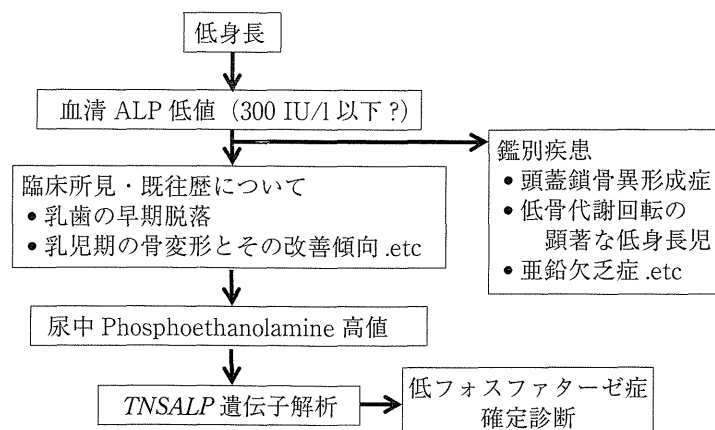 低身長
血清 ALP 低値（300 IU/l 以下?）
鑑別疾患
• 頭蓋鎖骨異形成症
• 低骨代謝回転の
顕著な低身長児
• 亜鉛欠乏症.etc
臨床所見・既往歴について
• 乳歯の早期脱落
• 乳児期の骨変形とその改善傾向.etc
尿中 Phosphoethanolamine 高値
TNSALP 遺伝子解析
低フォスファターゼ症
確定診断